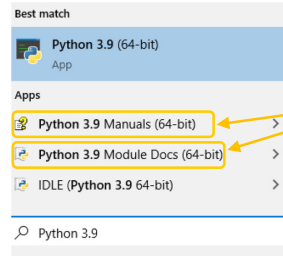 Best match
Python 3.9 (64-bit)
App
Apps
Python 3.9 Manuals (64-bit)
Python 3.9 Module Docs (64-bit)
IDLE (Python 3.9 64-bit)
Python 3.9